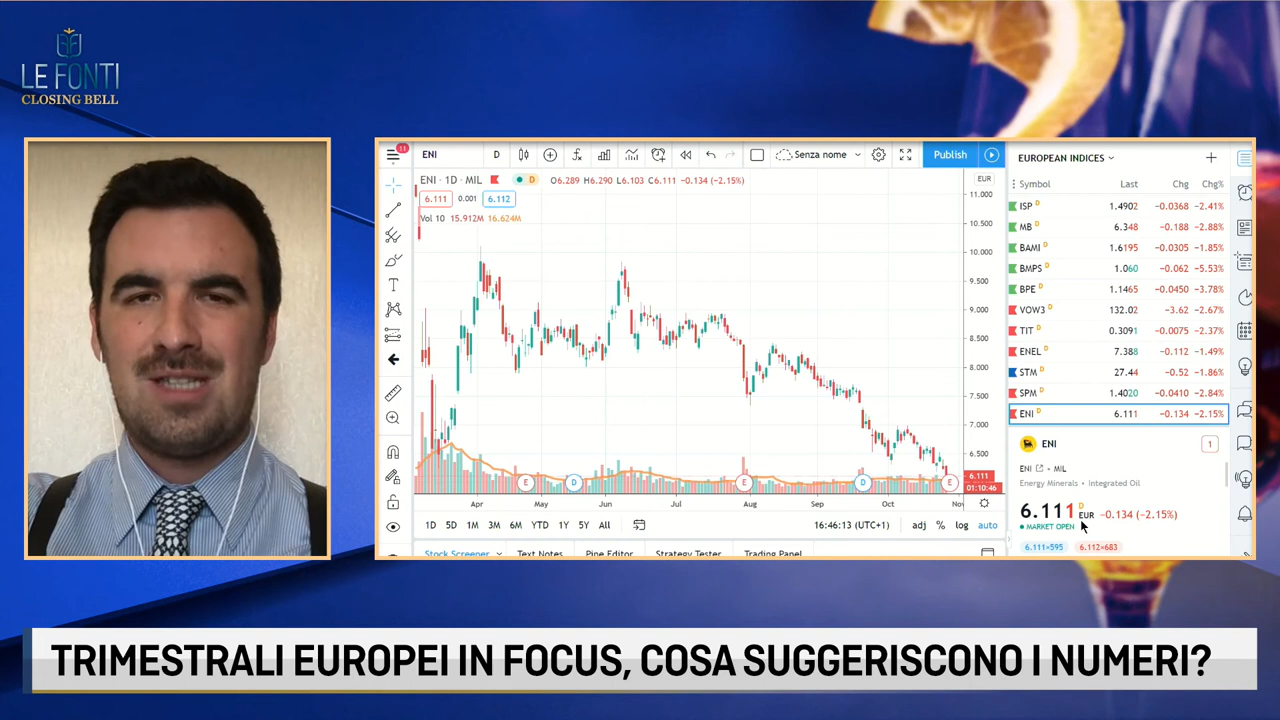 LE FONTI
CLOSING BELL
11
ENI
D
Senza nome
Publish
ENI · 1D · MIL
D
O6.289 H6.290 L6.103 C6.111 −0.134 (−2.15%)
6.111
0.001
6.112
Vol 10 15.912M 16.624M
EUR
11.000
10.500
10.000
9.500
9.000
8.500
8.000
7.500
7.000
6.500
6.111
01:10:46
E
D
E
D
E
Apr
May
Jun
Jul
Aug
Sep
Oct
Nov
1D 5D 1M 3M 6M YTD 1Y 5Y All
16:46:13 (UTC+1)
adj % log auto
Stock Screener
Text Notes
Pine Editor
Strategy Tester
Trading Panel
EUROPEAN INDICES
Symbol Last Chg Chg%
ISP D 1.4902 −0.0368 −2.41%
MB D 6.348 −0.188 −2.88%
BAMI D 1.6195 −0.0305 −1.85%
BMPS D 1.060 −0.062 −5.53%
BPE D 1.1465 −0.0450 −3.78%
VOW3 D 132.02 −3.62 −2.67%
TIT D 0.3091 −0.0075 −2.37%
ENEL D 7.388 −0.112 −1.49%
STM D 27.44 −0.52 −1.86%
SPM D 1.4020 −0.0410 −2.84%
ENI D 6.111 −0.134 −2.15%
ENI
1
ENI • MIL
Energy Minerals • Integrated Oil
6.111 D EUR −0.134 (−2.15%)
MARKET OPEN
6.111×595 6.112×683
TRIMESTRALI EUROPEI IN FOCUS, COSA SUGGERISCONO I NUMERI?